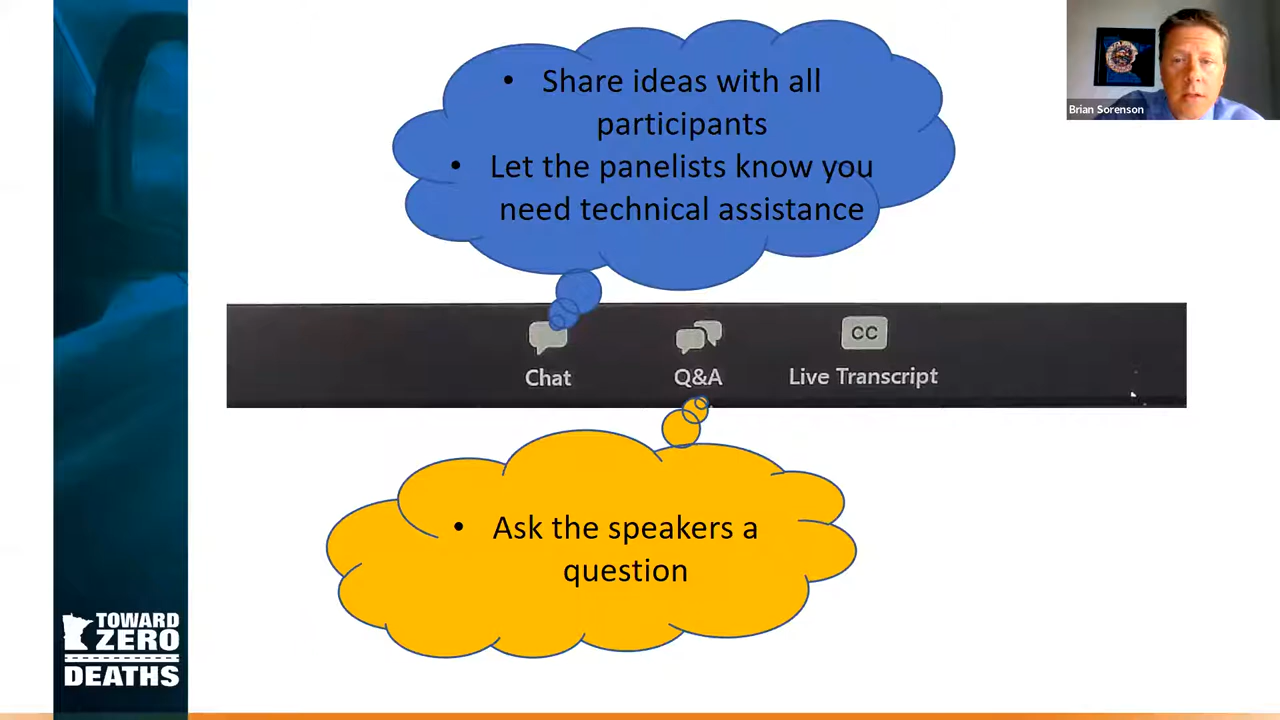 • Share ideas with all
participants
• Let the panelists know you
need technical assistance
Brian Sorenson
Chat
Q&A
CC
Live Transcript
• Ask the speakers a
question
TOWARD
ZERO
DEATHS